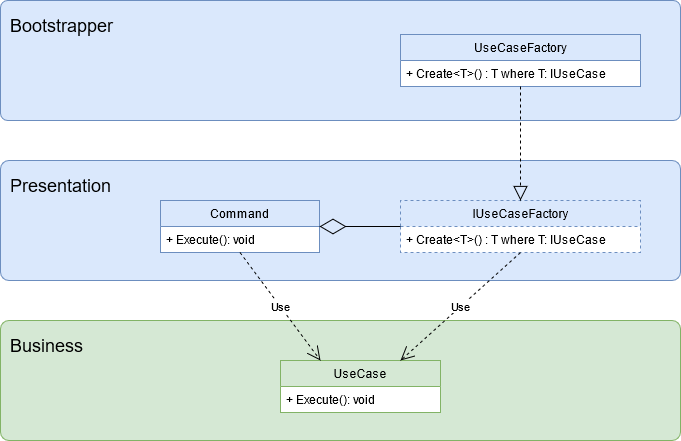 Bootstrapper
UseCaseFactory
+ Create<T>() : T where T: IUseCase
Presentation
Command
+ Execute(): void
IUseCaseFactory
+ Create<T>() : T where T: IUseCase
Use
Use
Business
UseCase
+ Execute(): void